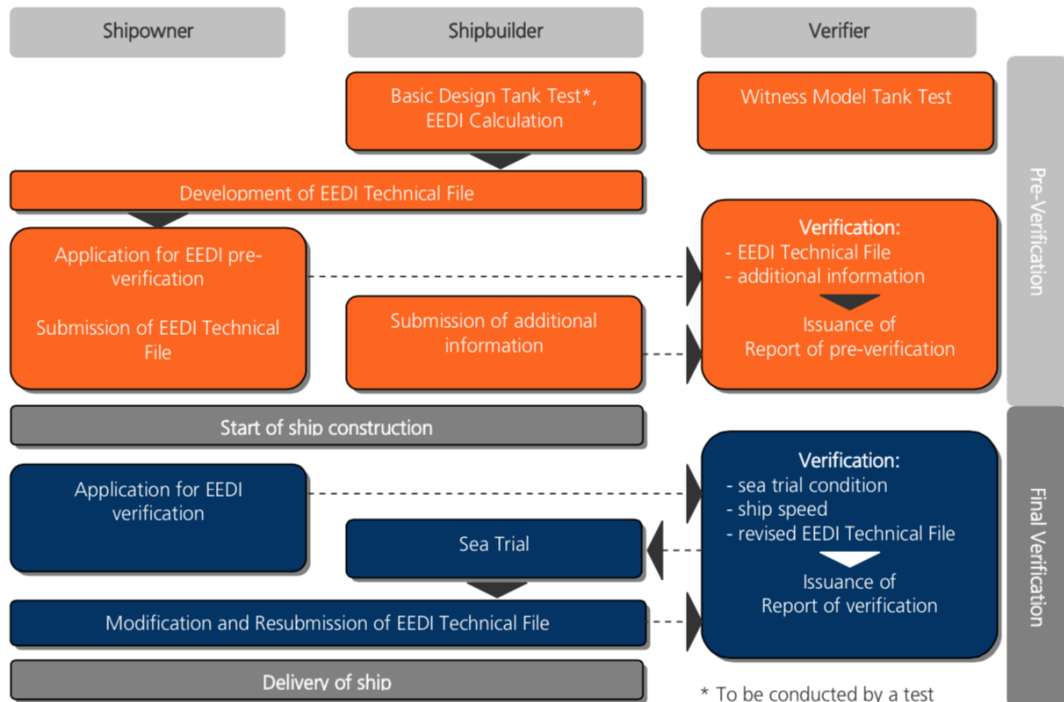 Shipowner
Shipbuilder
Verifier
Basic Design Tank Test*,
EEDI Calculation
Witness Model Tank Test
Development of EEDI Technical File
Application for EEDI pre-
verification
Submission of EEDI Technical
File
Submission of additional
information
Verification:
- EEDI Technical File
- additional information
Issuance of
Report of pre-verification
Pre-Verification
Start of ship construction
Application for EEDI
verification
Sea Trial
Verification:
- sea trial condition
- ship speed
- revised EEDI Technical File
Issuance of
Report of verification
Modification and Resubmission of EEDI Technical File
Final Verification
Delivery of ship
* To be conducted by a test